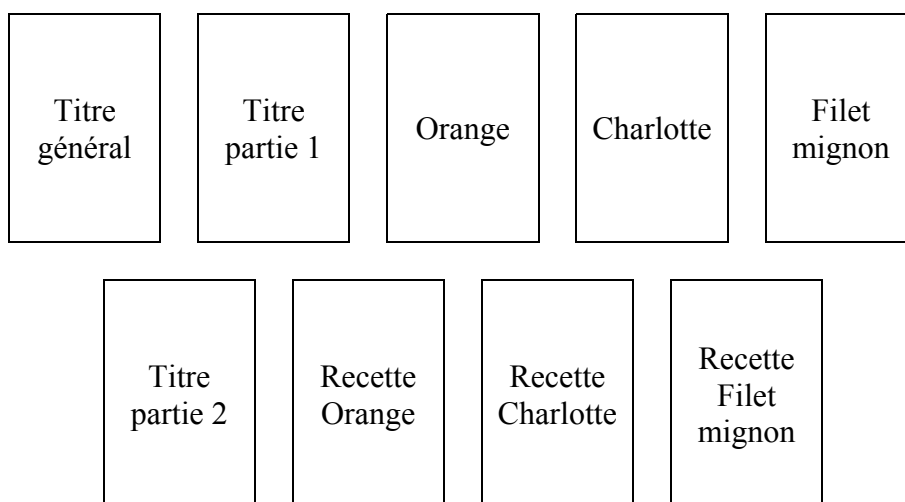 Titre
général
Titre
partie 1
Orange
Charlotte
Filet
mignon
Titre
partie 2
Recette
Orange
Recette
Charlotte
Recette
Filet
mignon